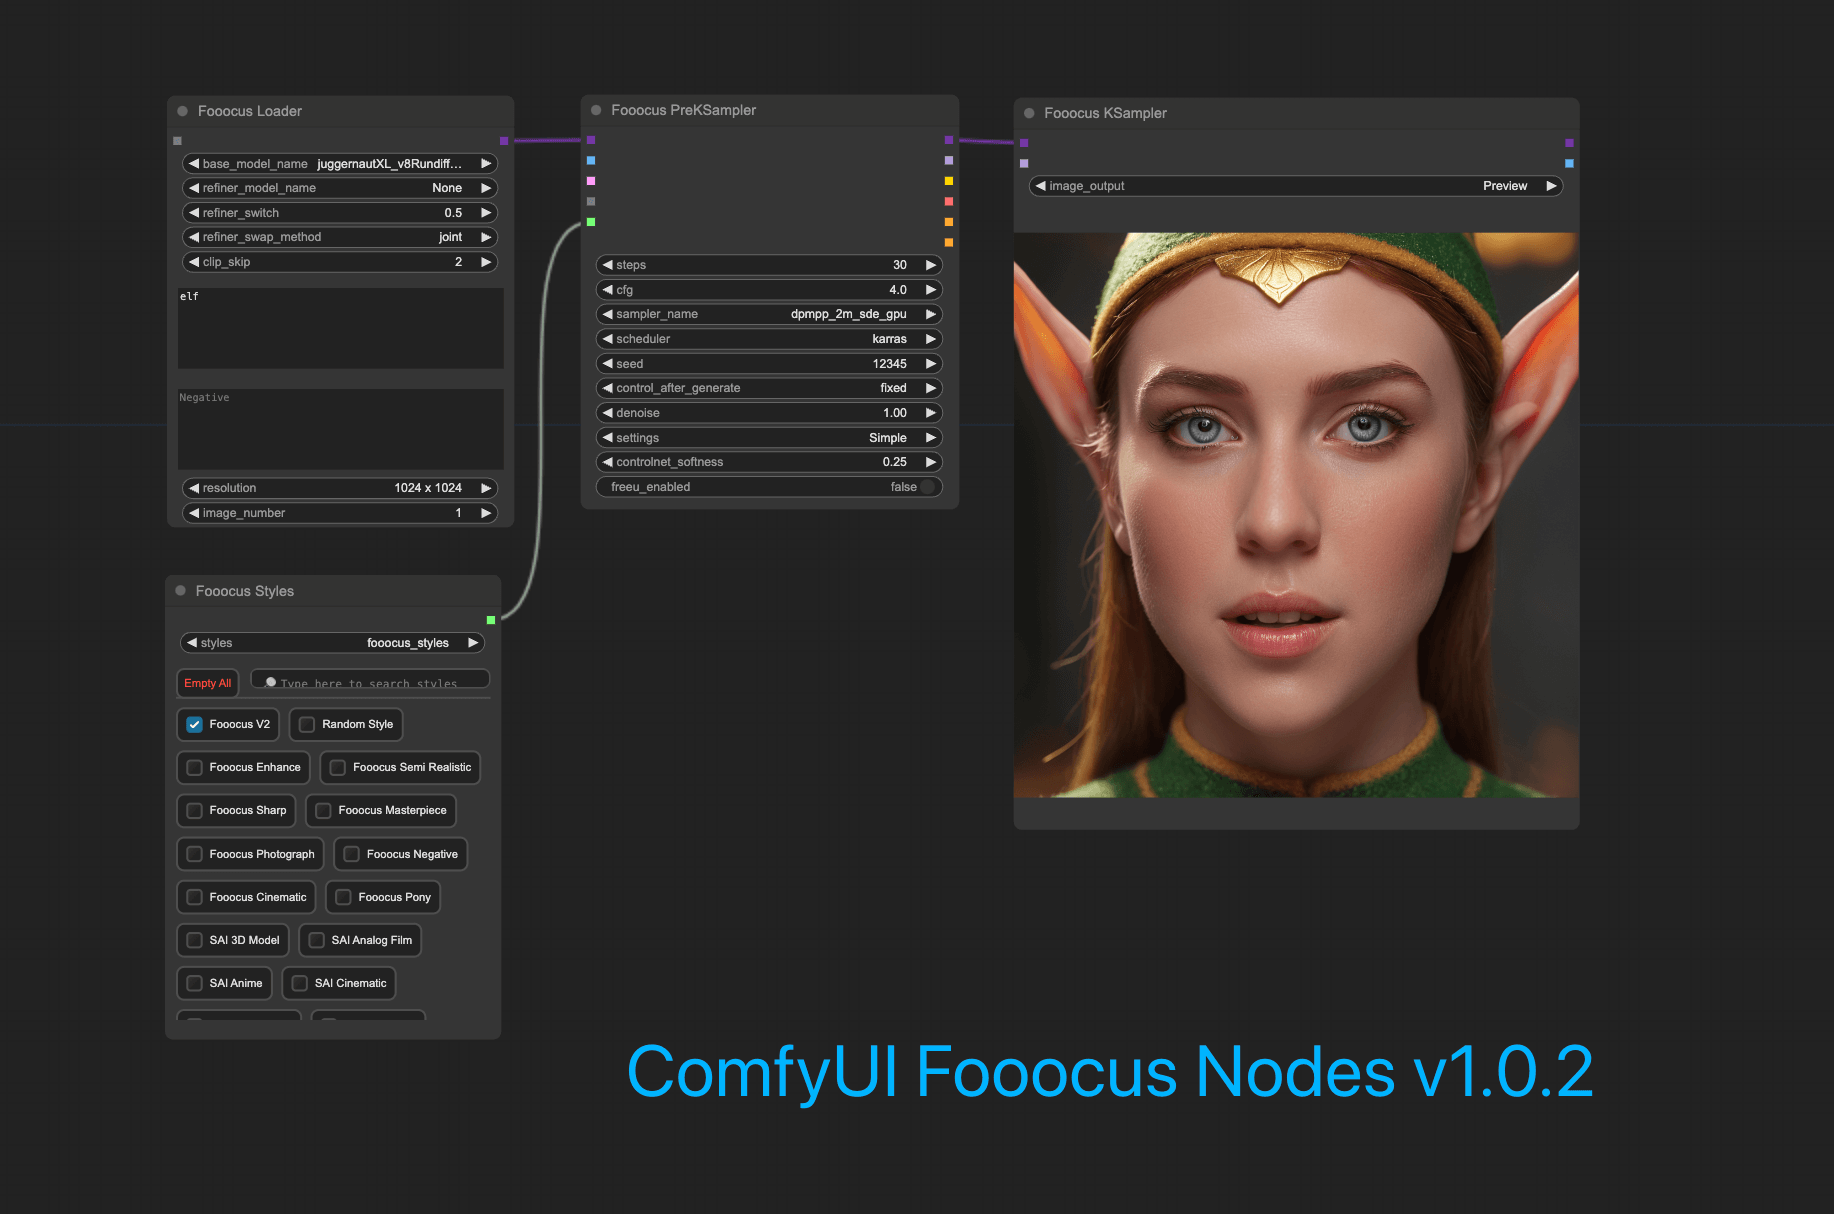 Fooocus Loader
base_model_name juggernautXL_v8Rundiff...
refiner_model_name None
refiner_switch 0.5
refiner_swap_method joint
clip_skip 2
elf
Negative
resolution 1024 x 1024
image_number 1
Fooocus PreKSampler
steps 30
cfg 4.0
sampler_name dpmpp_2m_sde_gpu
scheduler karras
seed 12345
control_after_generate fixed
denoise 1.00
settings Simple
controlnet_softness 0.25
freeu_enabled false
Fooocus KSampler
image_output Preview
Fooocus Styles
styles fooocus_styles
Empty All Type here to search styles
Fooocus V2 Random Style
Fooocus Enhance Fooocus Semi Realistic
Fooocus Sharp Fooocus Masterpiece
Fooocus Photograph Fooocus Negative
Fooocus Cinematic Fooocus Pony
SAI 3D Model SAI Analog Film
SAI Anime SAI Cinematic
ComfyUI Fooocus Nodes v1.0.2